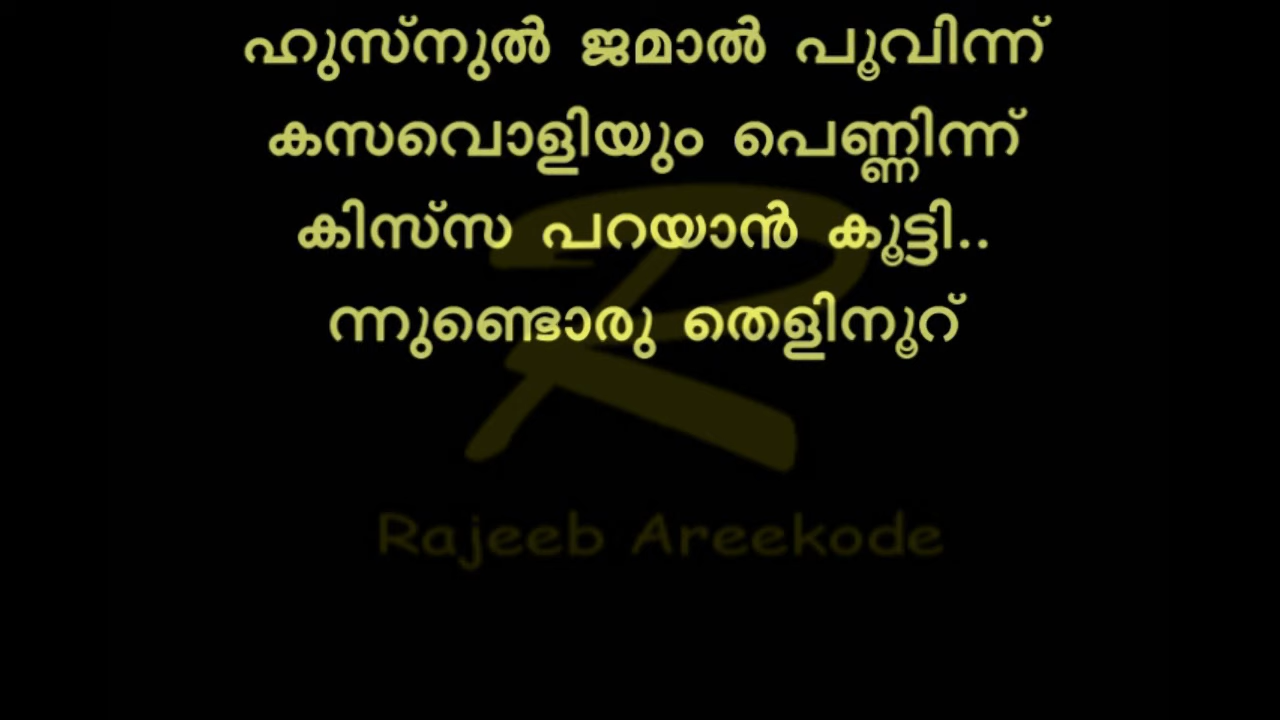 ഹുസ്നുൽ ജമാൽ പൂവിന്ന്
കസവൊളിയും പെണ്ണിന്ന്
കിസ്സ പറയാൻ കൂട്ടി..
ന്നുണ്ടൊരു തെളിനൂറ്
R
Rajeeb Areekode